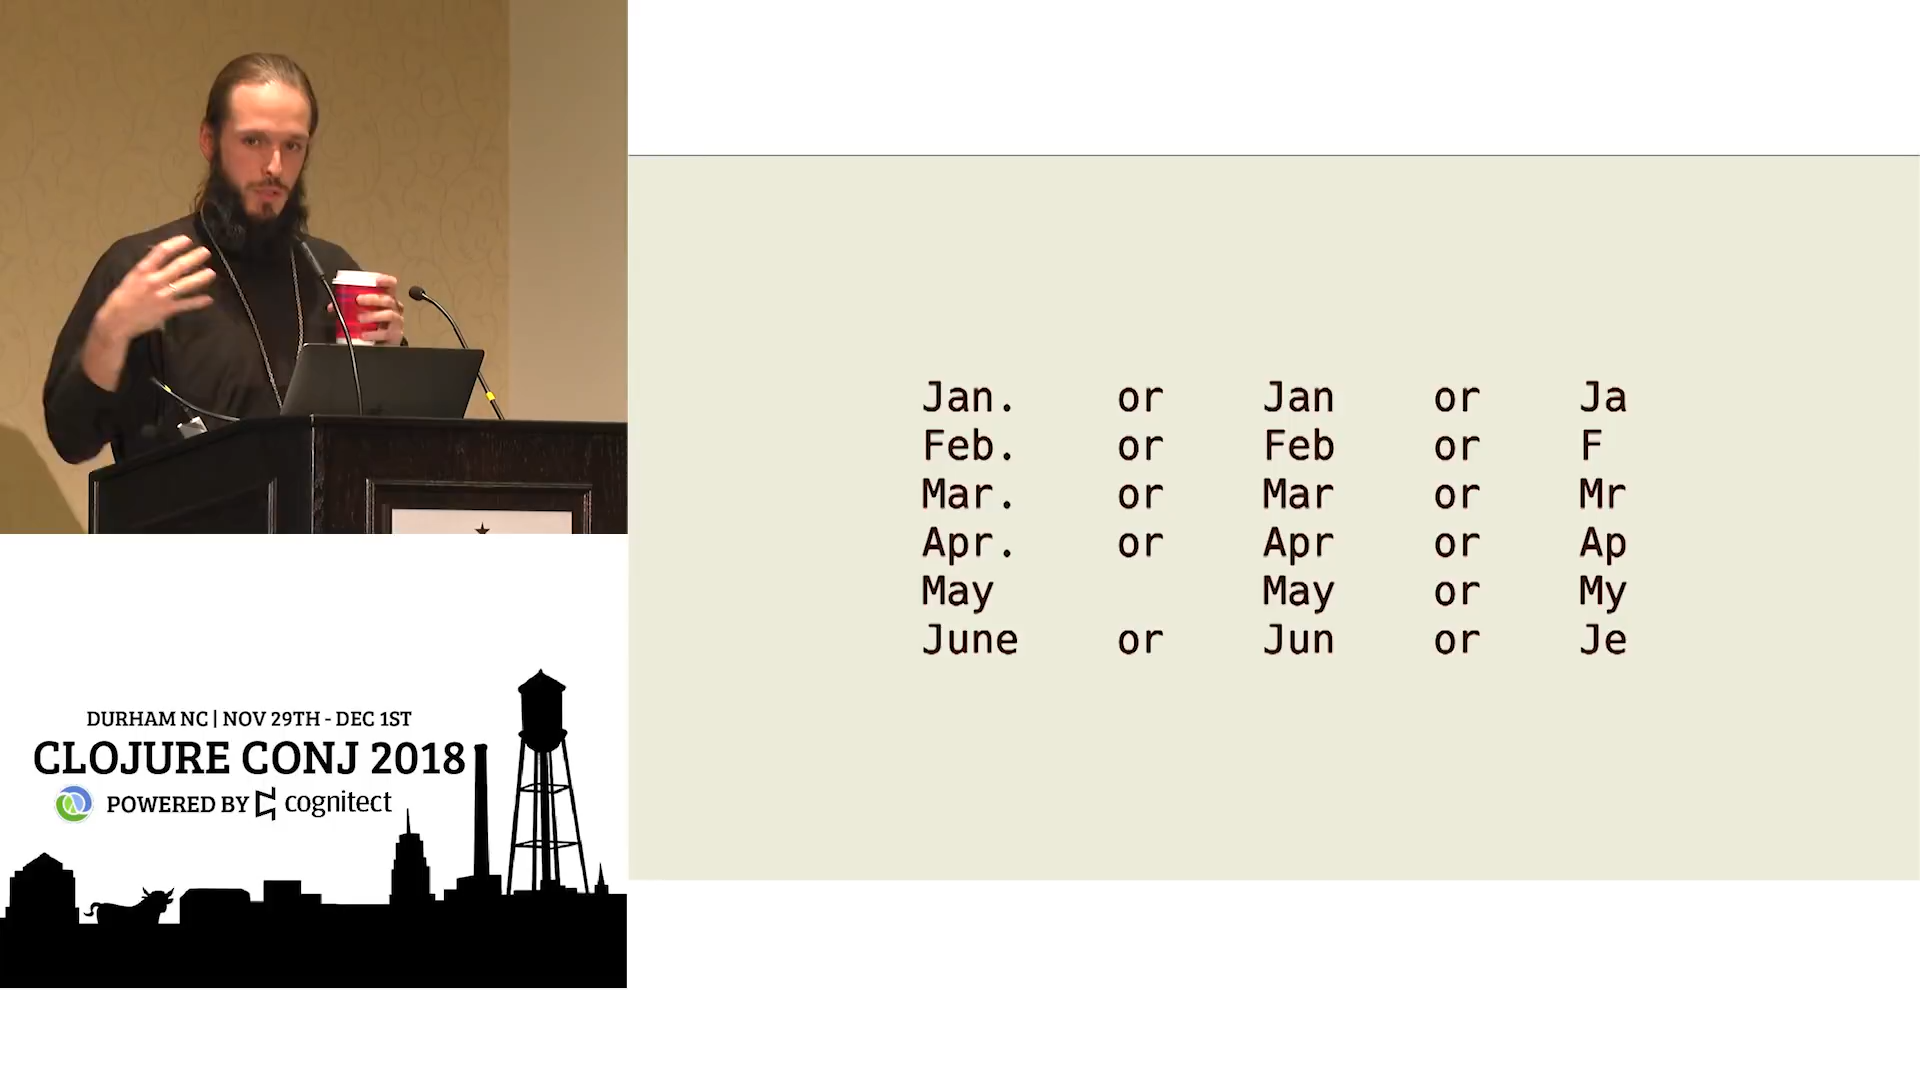 Jan. or Jan or Ja
Feb. or Feb or F
Mar. or Mar or Mr
Apr. or Apr or Ap
May May or My
June or Jun or Je
DURHAM NC | NOV 29TH - DEC 1ST
CLOJURE CONJ 2018
POWERED BY cognitect